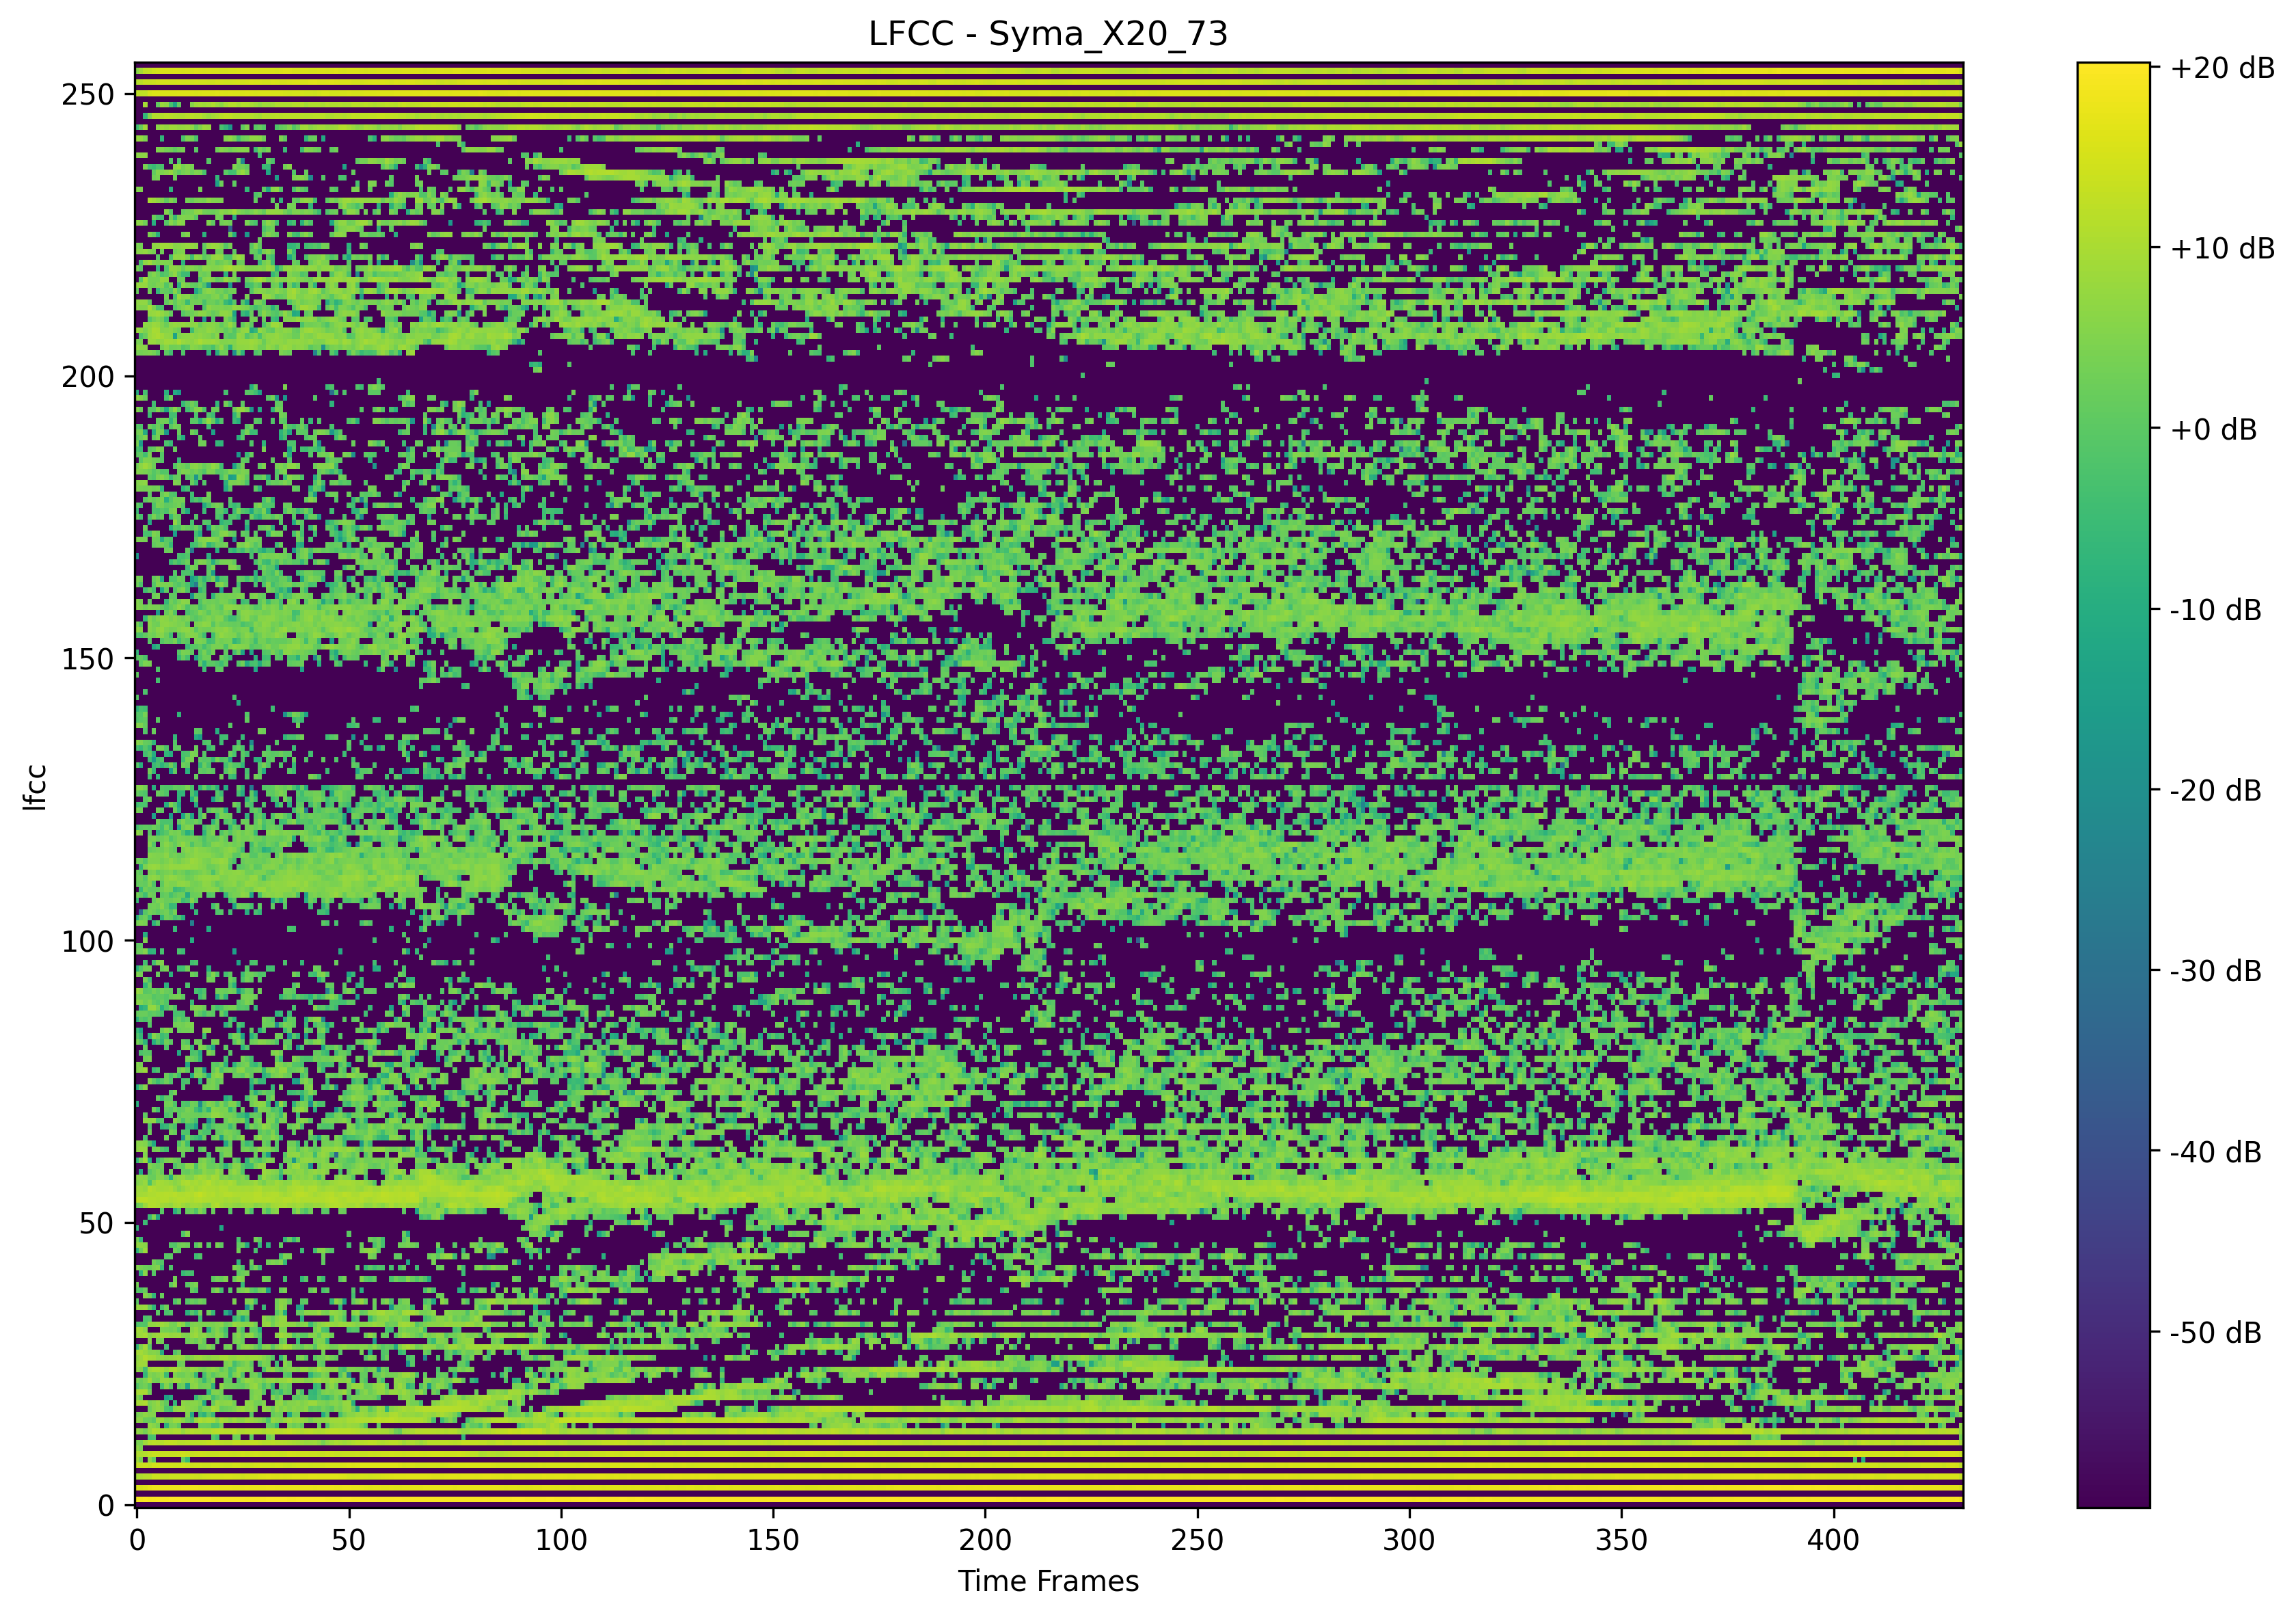 LFCC - Syma_X20_73
lfcc
250
200
150
100
50
0
0 50 100 150 200 250 300 350 400
Time Frames
+20 dB
+10 dB
+0 dB
-10 dB
-20 dB
-30 dB
-40 dB
-50 dB